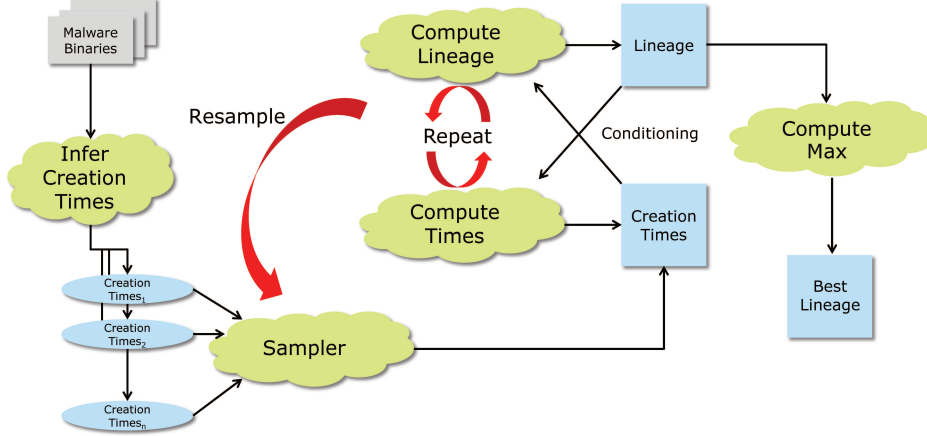 Malware
Binaries
Infer
Creation
Times
Creation
Times1
Creation
Times2
Creation
Timesn
Resample
Sampler
Compute
Lineage
Repeat
Compute
Times
Lineage
Conditioning
Creation
Times
Compute
Max
Best
Lineage